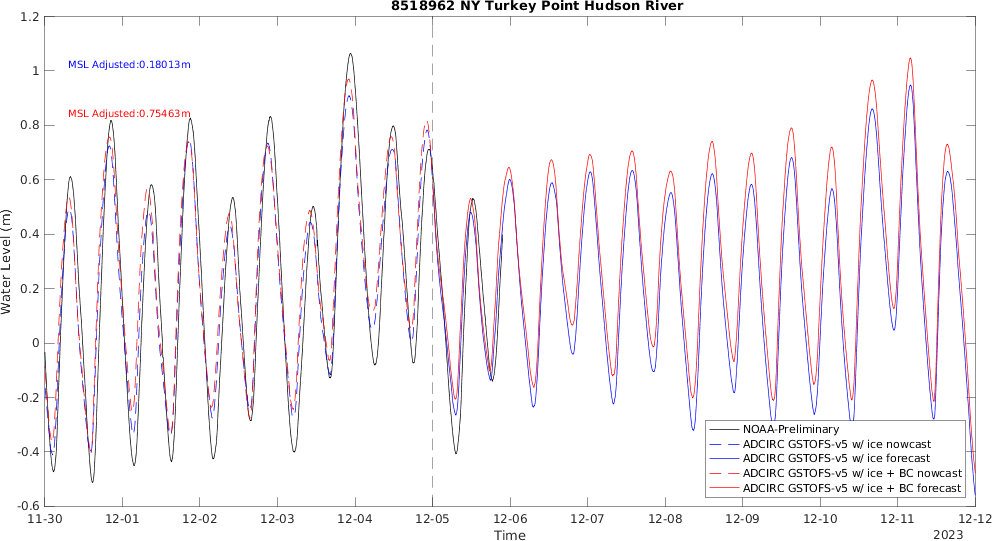 8518962 NY Turkey Point Hudson River
MSL Adjusted:0.18013m
MSL Adjusted:0.75463m
Water Level (m)
1.2
1
0.8
0.6
0.4
0.2
0
-0.2
-0.4
-0.6
NOAA-Preliminary
ADCIRC GSTOFS-v5 w/ ice nowcast
ADCIRC GSTOFS-v5 w/ ice forecast
ADCIRC GSTOFS-v5 w/ ice + BC nowcast
ADCIRC GSTOFS-v5 w/ ice + BC forecast
11-30 12-01 12-02 12-03 12-04 12-05 12-06 12-07 12-08 12-09 12-10 12-11 12-12
Time
2023